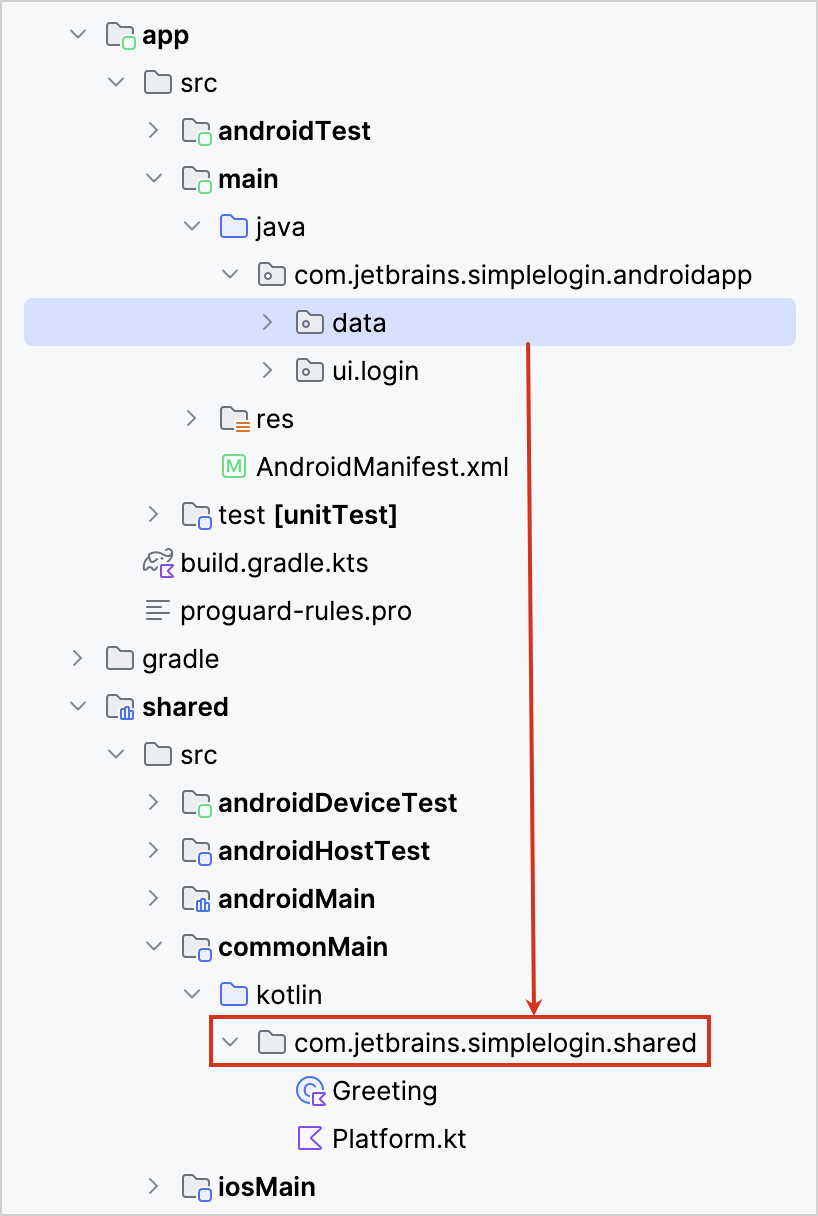 app
src
androidTest
main
java
com.jetbrains.simplelogin.androidapp
data
ui.login
res
M AndroidManifest.xml
test [unitTest]
build.gradle.kts
proguard-rules.pro
gradle
shared
src
androidDeviceTest
androidHostTest
androidMain
commonMain
kotlin
com.jetbrains.simplelogin.shared
Greeting
Platform.kt
iosMain